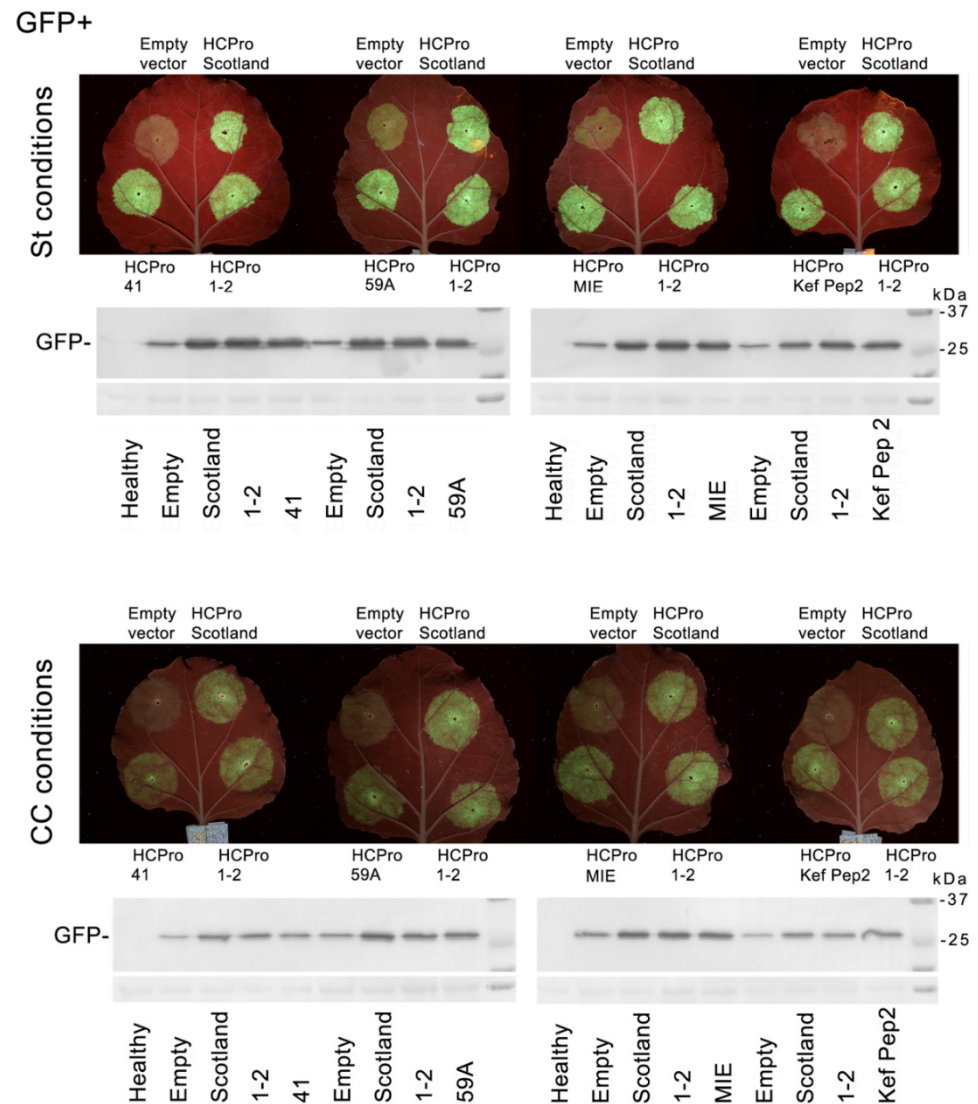 GFP+
Empty vector HCPro Scotland Empty vector HCPro Scotland Empty vector HCPro Scotland Empty vector HCPro Scotland
St conditions
HCPro 41 HCPro 1-2 HCPro 59A HCPro 1-2 HCPro MIE HCPro 1-2 HCPro Kef Pep2 HCPro 1-2
kDa
-37
GFP-
-25
Healthy
Empty
Scotland
1-2
41
Empty
Scotland
1-2
59A
Healthy
Empty
Scotland
1-2
MIE
Empty
Scotland
1-2
Kef Pep 2
Empty vector HCPro Scotland Empty vector HCPro Scotland Empty vector HCPro Scotland Empty vector HCPro Scotland
CC conditions
HCPro 41 HCPro 1-2 HCPro 59A HCPro 1-2 HCPro MIE HCPro 1-2 HCPro Kef Pep2 HCPro 1-2
kDa
-37
GFP-
-25
Healthy
Empty
Scotland
1-2
41
Empty
Scotland
1-2
59A
Healthy
Empty
Scotland
1-2
MIE
Empty
Scotland
1-2
Kef Pep2